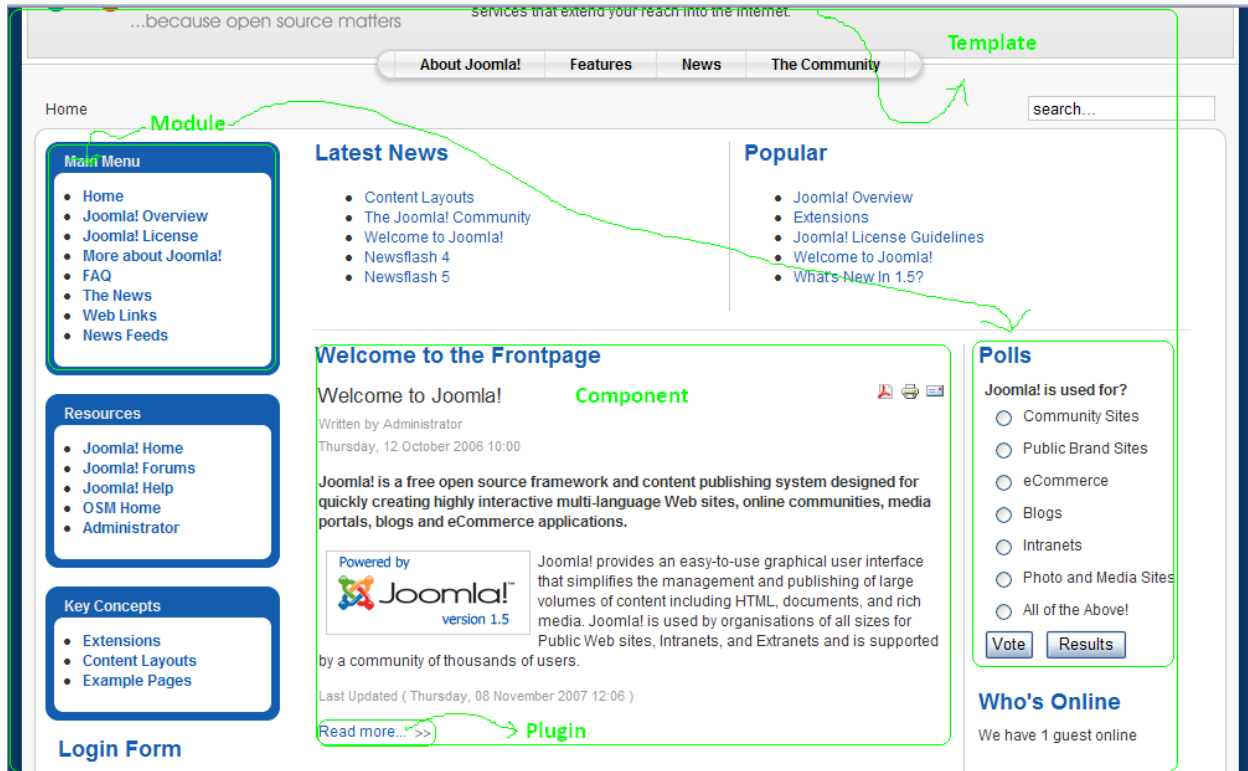 ...because open source matters
services that extend your reach into the Internet.
Template
About Joomla! Features News The Community
Home
search...
Module
Main Menu
Home
Joomla! Overview
Joomla! License
More about Joomla!
FAQ
The News
Web Links
News Feeds
Latest News
Content Layouts
The Joomla! Community
Welcome to Joomla!
Newsflash 4
Newsflash 5
Popular
Joomla! Overview
Extensions
Joomla! License Guidelines
Welcome to Joomla!
What's New In 1.5?
Resources
Joomla! Home
Joomla! Forums
Joomla! Help
OSM Home
Administrator
Key Concepts
Extensions
Content Layouts
Example Pages
Login Form
Welcome to the Frontpage
Welcome to Joomla!
Component
Written by Administrator
Thursday, 12 October 2006 10:00
Joomla! is a free open source framework and content publishing system designed for
quickly creating highly interactive multi-language Web sites, online communities, media
portals, blogs and eCommerce applications.
Powered by
Joomla!™
version 1.5
Joomla! provides an easy-to-use graphical user interface
that simplifies the management and publishing of large
volumes of content including HTML, documents, and rich
media. Joomla! is used by organisations of all sizes for
Public Web sites, Intranets, and Extranets and is supported
by a community of thousands of users.
Last Updated ( Thursday, 08 November 2007 12:06 )
Read more... >>
Plugin
Polls
Joomla! is used for?
Community Sites
Public Brand Sites
eCommerce
Blogs
Intranets
Photo and Media Sites
All of the Above!
Vote Results
Who's Online
We have 1 guest online